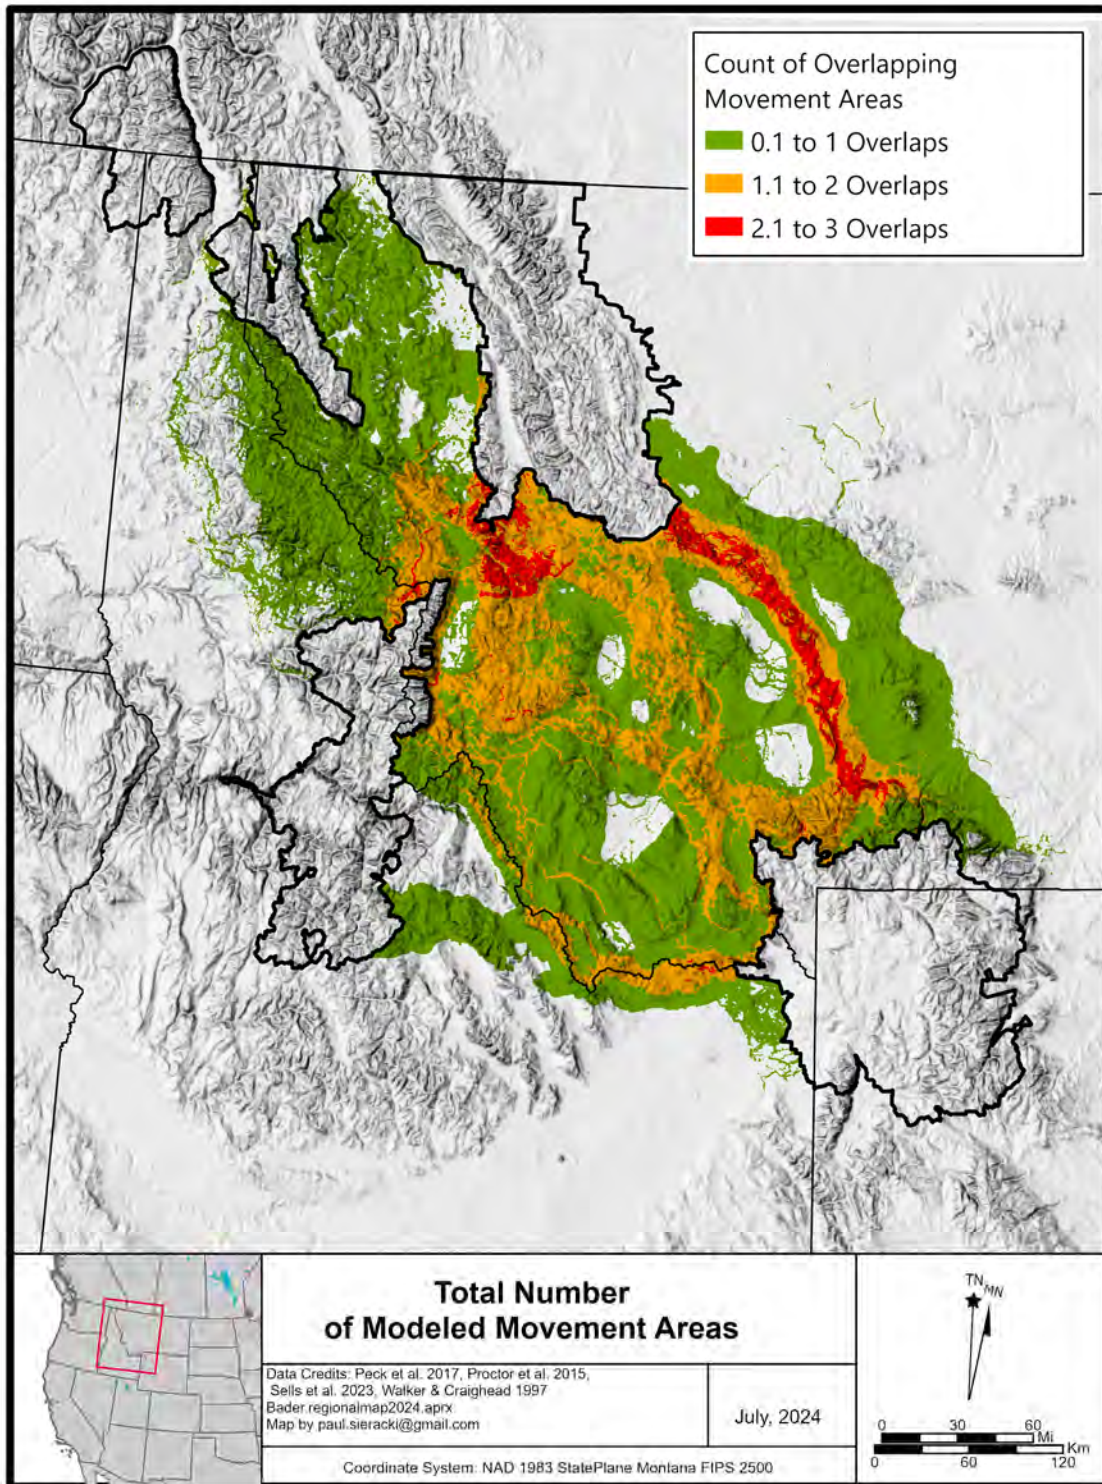 Count of Overlapping
Movement Areas
0.1 to 1 Overlaps
1.1 to 2 Overlaps
2.1 to 3 Overlaps
Total Number
of Modeled Movement Areas
Data Credits: Peck et al. 2017, Proctor et al. 2015,
Sells et al. 2023, Walker & Craighead 1997
Bader.regionalmap2024.aprx
Map by paul.sieracki@gmail.com
July, 2024
Coordinate System: NAD 1983 StatePlane Montana FIPS 2500
TN
MN
0 30 60
Mi
Km
0 60 120